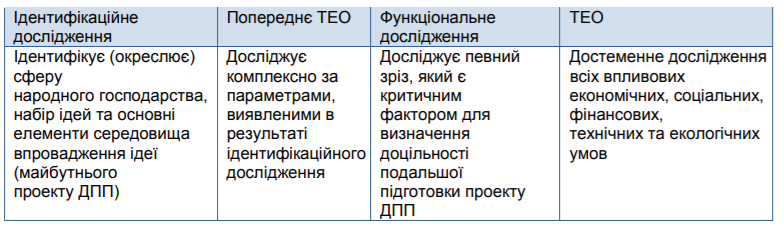 Ідентифікаційне
дослідження
Попереднє ТЕО
Функціональне
дослідження
ТЕО
Ідентифікує (окреслює)
сферу
народного господарства,
набір ідей та основні
елементи середовища
впровадження ідеї
(майбутнього
проекту ДПП)
Досліджує
комплексно за
параметрами,
виявленими в
результаті
ідентифікаційного
дослідження
Досліджує певний
зріз, який є
критичним
фактором для
визначення
доцільності
подальшої
підготовки проекту
ДПП
Достеменне дослідження
всіх впливових
економічних, соціальних,
фінансових,
технічних та екологічних
умов